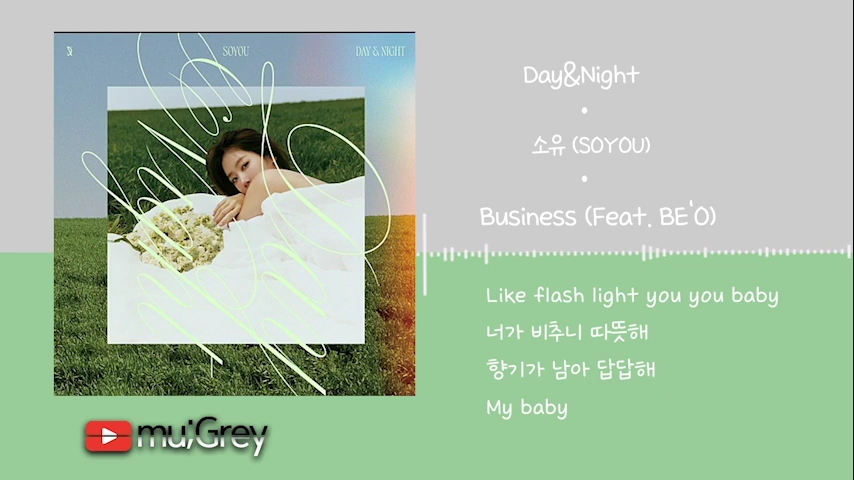 SOYOU
DAY & NIGHT
Day&Night
•
소유 (SOYOU)
•
Business (Feat. BE'O)
Like flash light you you baby
너가 비추니 따뜻해
향기가 남아 답답해
My baby
mu;Grey